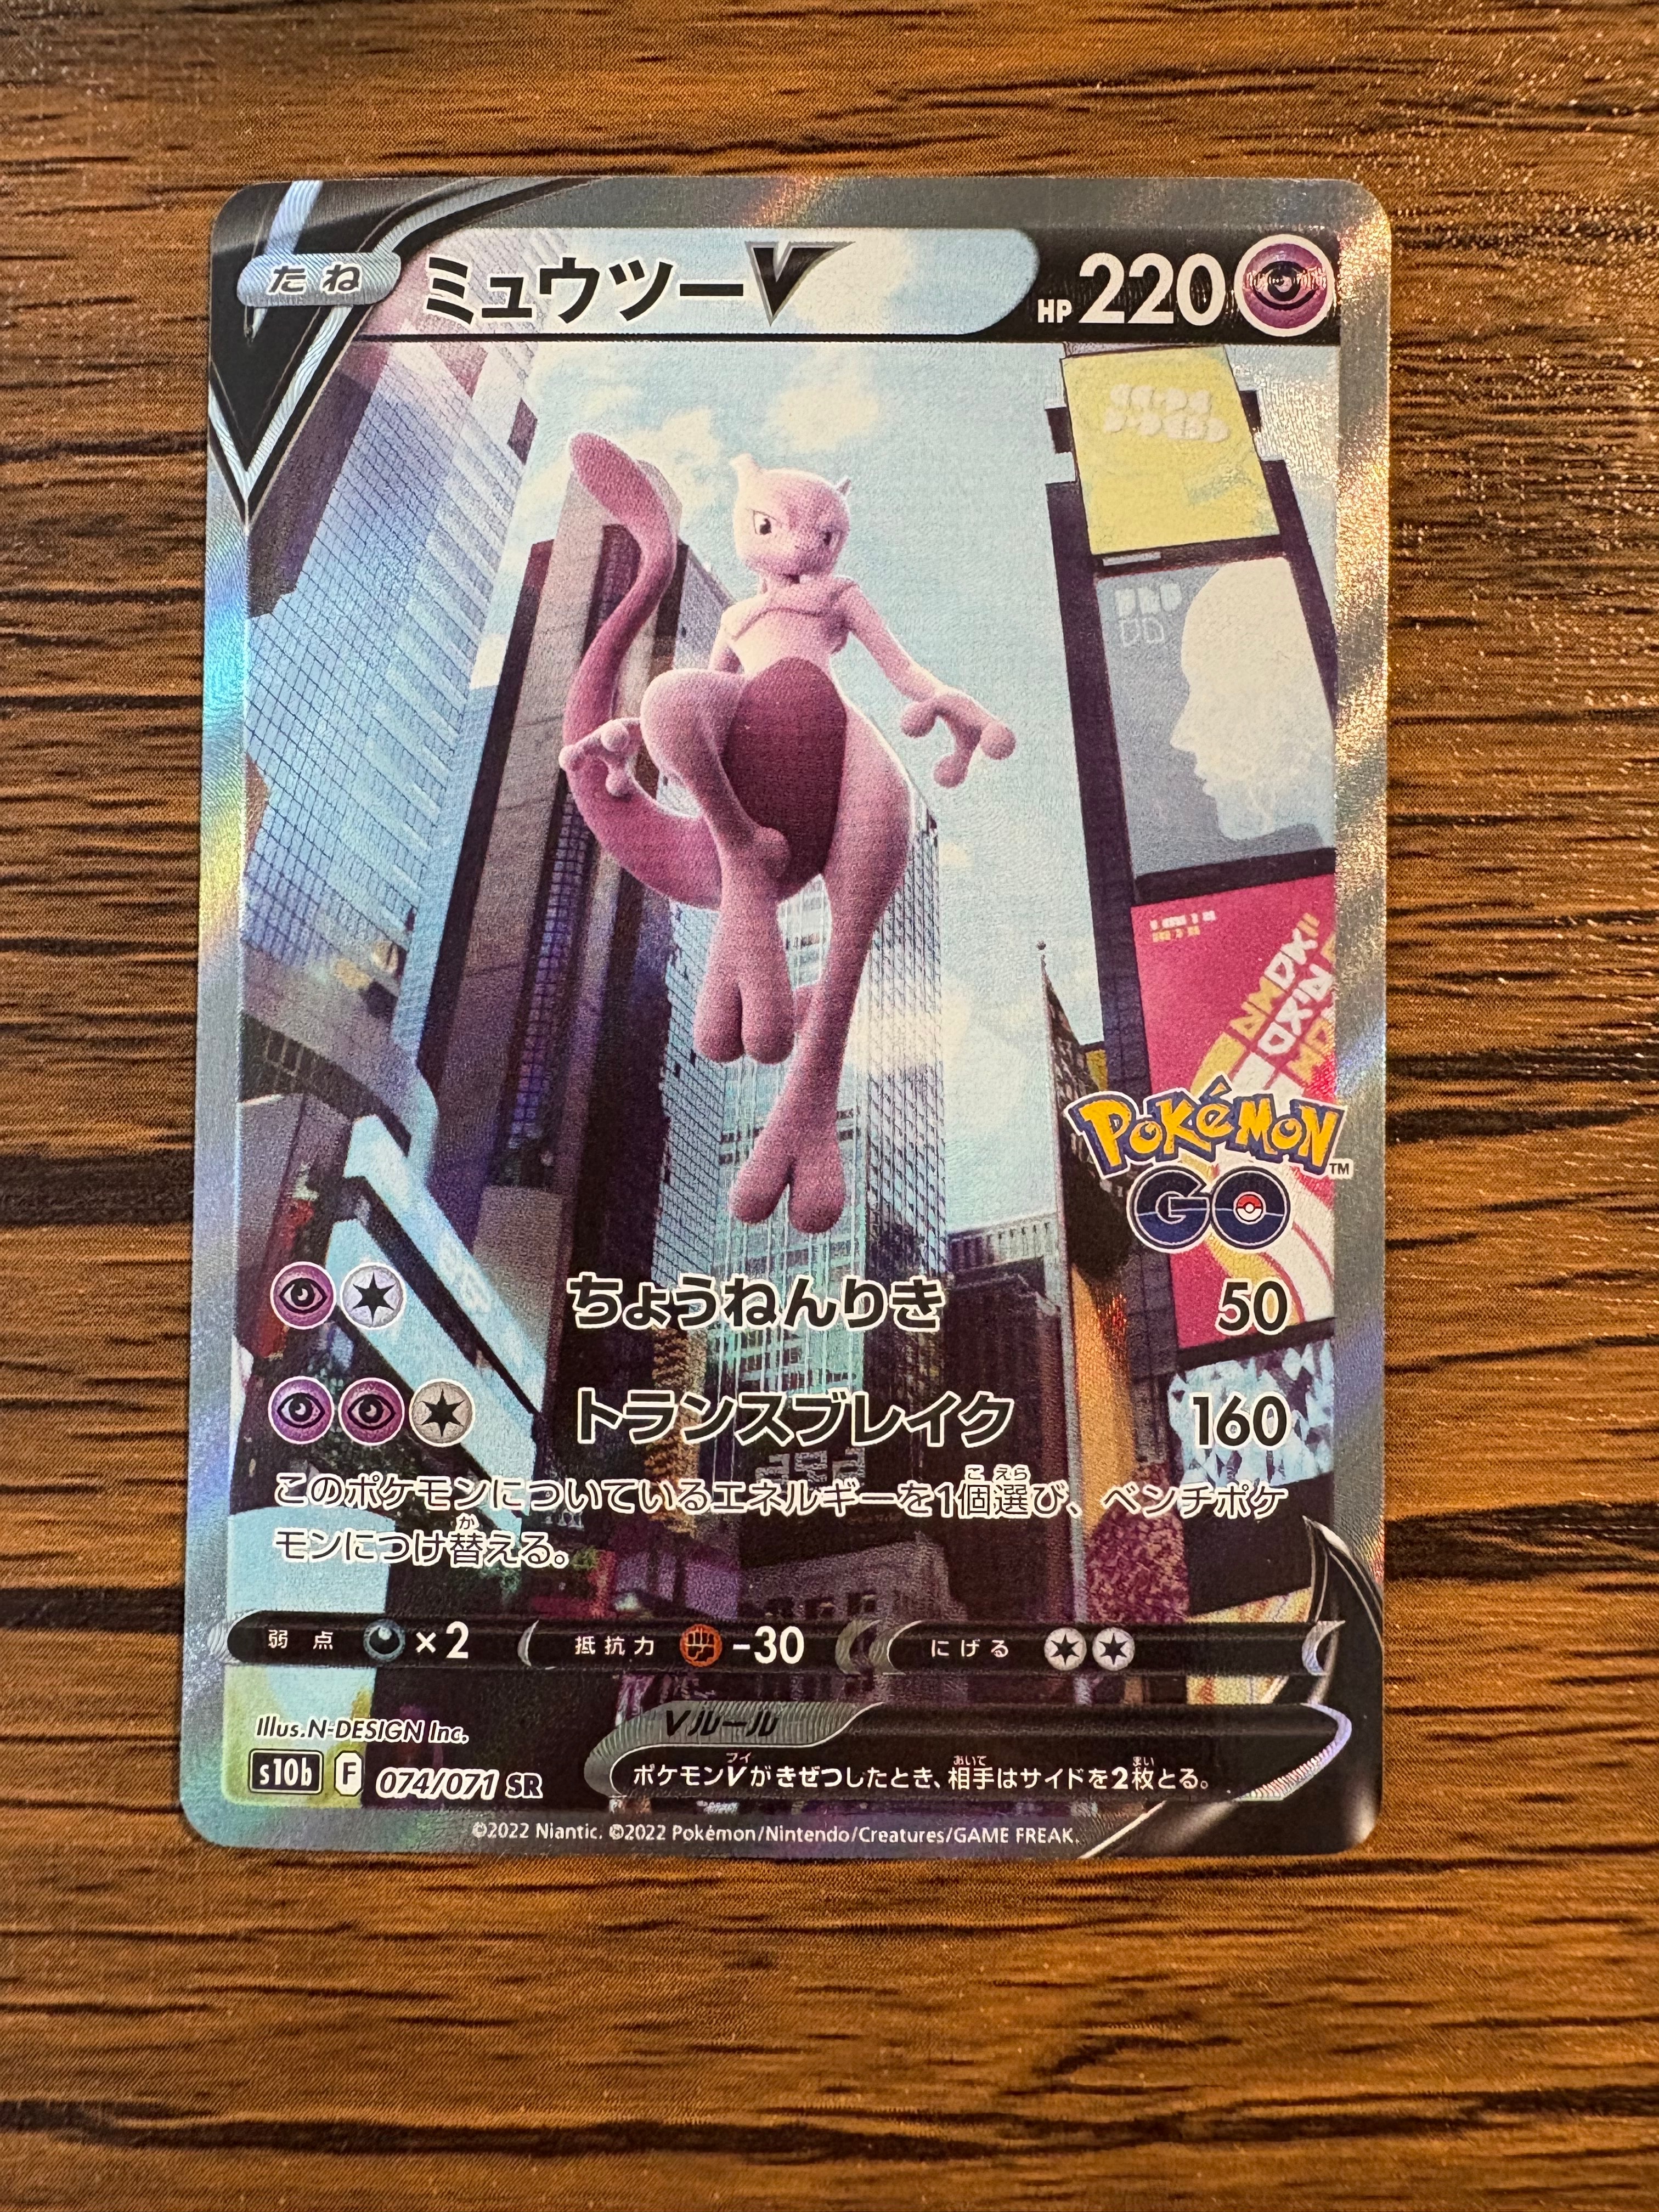 たね ミュウツーV HP 220
Pokémon TM
GO
ちょうねんりき 50
トランスブレイク 160
このポケモンについているエネルギーを1個選び、ベンチポケ
モンにつけ替える。
弱点 ×2 抵抗力 -30 にげる
Illus.N-DESIGN Inc.
Vルール
s10b F 074/071 SR
ポケモンVがきぜつしたとき、相手はサイドを2枚とる。
©2022 Niantic. ©2022 Pokémon/Nintendo/Creatures/GAME FREAK.